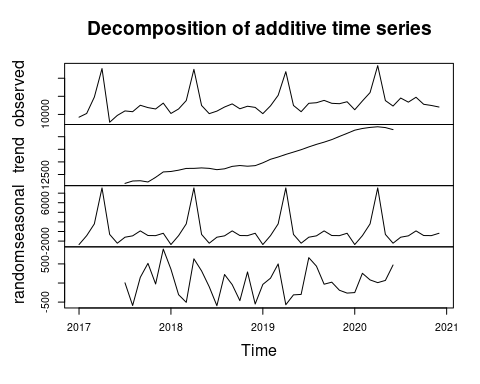 Decomposition of additive time series
observed
10000
trend
12500
seasonal
6000
-2000
random
500
-500
2017
2018
2019
2020
2021
Time